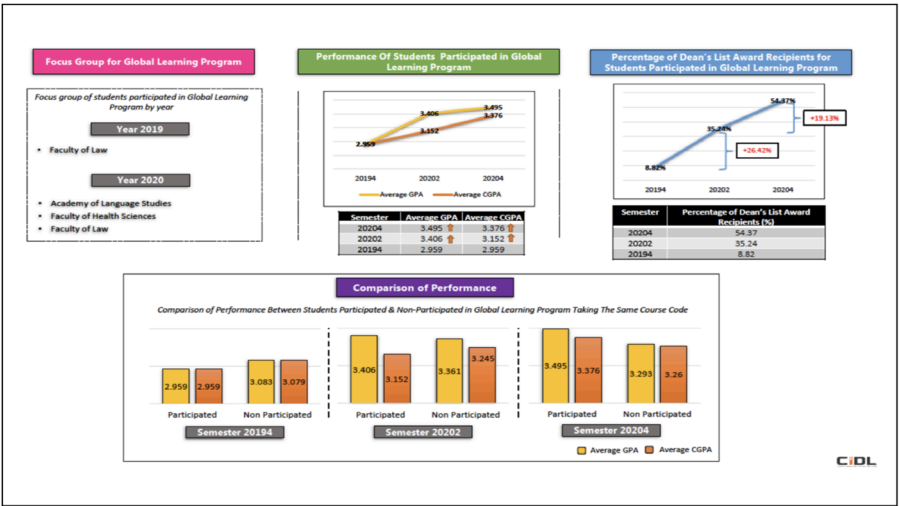 Focus Group for Global Learning Program
Focus group of students participated in Global Learning
Program by year
Year 2019
• Faculty of Law
Year 2020
• Academy of Language Studies
• Faculty of Health Sciences
• Faculty of Law
Performance Of Students Participated in Global
Learning Program
3.495
3.406
3.376
3.152
2.959
20194 20202 20204
Average GPA Average CGPA
Semester Average GPA Average CGPA
20204 3.495 3.376
20202 3.406 3.152
20194 2.959 2.959
Percentage of Dean's List Award Recipients for
Students Participated in Global Learning Program
54.37%
+19.13%
35.24%
+26.42%
8.82%
20194 20202 20204
Semester Percentage of Dean's List Award
Recipients (%)
20204 54.37
20202 35.24
20194 8.82
Comparison of Performance
Comparison of Performance Between Students Participated & Non-Participated in Global Learning Program Taking The Same Course Code
2.959 2.959 3.083 3.079
Participated Non Participated
Semester 20194
3.406 3.152 3.361 3.245
Participated Non Participated
Semester 20202
3.495 3.376 3.293 3.26
Participated Non Participated
Semester 20204
Average GPA Average CGPA
CiDL